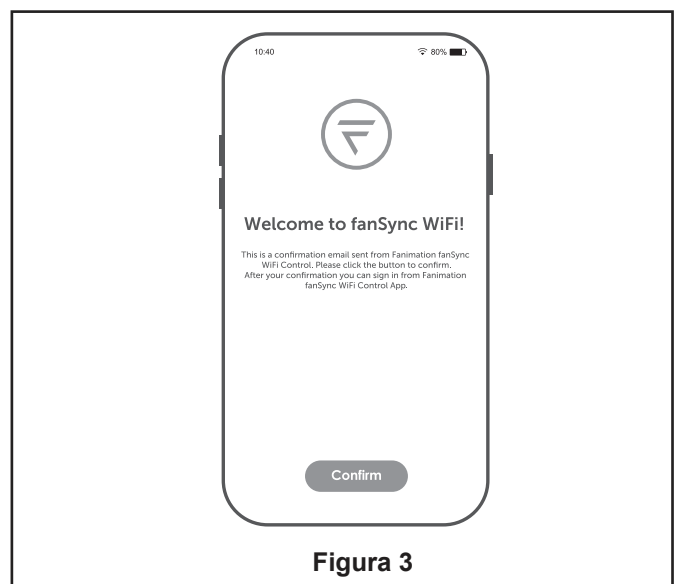 10:40 80%
Welcome to fanSync WiFi!
This is a confirmation email sent from Fanimation fanSync
WiFi Control. Please click the button to confirm.
After your confirmation you can sign in from Fanimation
fanSync WiFi Control App.
Confirm
Figura 3